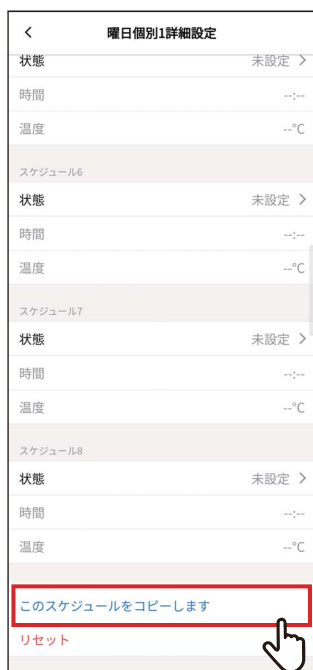 曜日個別1詳細設定
状態 未設定
時間 --:--
温度 --°C
スケジュール6
状態 未設定
時間 --:--
温度 --°C
スケジュール7
状態 未設定
時間 --:--
温度 --°C
スケジュール8
状態 未設定
時間 --:--
温度 --°C
このスケジュールをコピーします
リセット